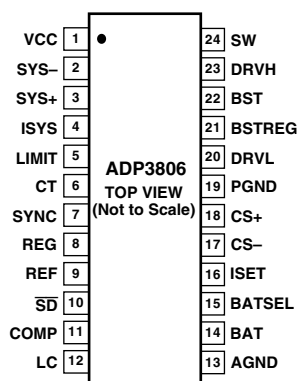 VCC 1
SYS– 2
SYS+ 3
ISYS 4
LIMIT 5
CT 6
SYNC 7
REG 8
REF 9
SD 10
COMP 11
LC 12
ADP3806
TOP VIEW
(Not to Scale)
24 SW
23 DRVH
22 BST
21 BSTREG
20 DRVL
19 PGND
18 CS+
17 CS–
16 ISET
15 BATSEL
14 BAT
13 AGND